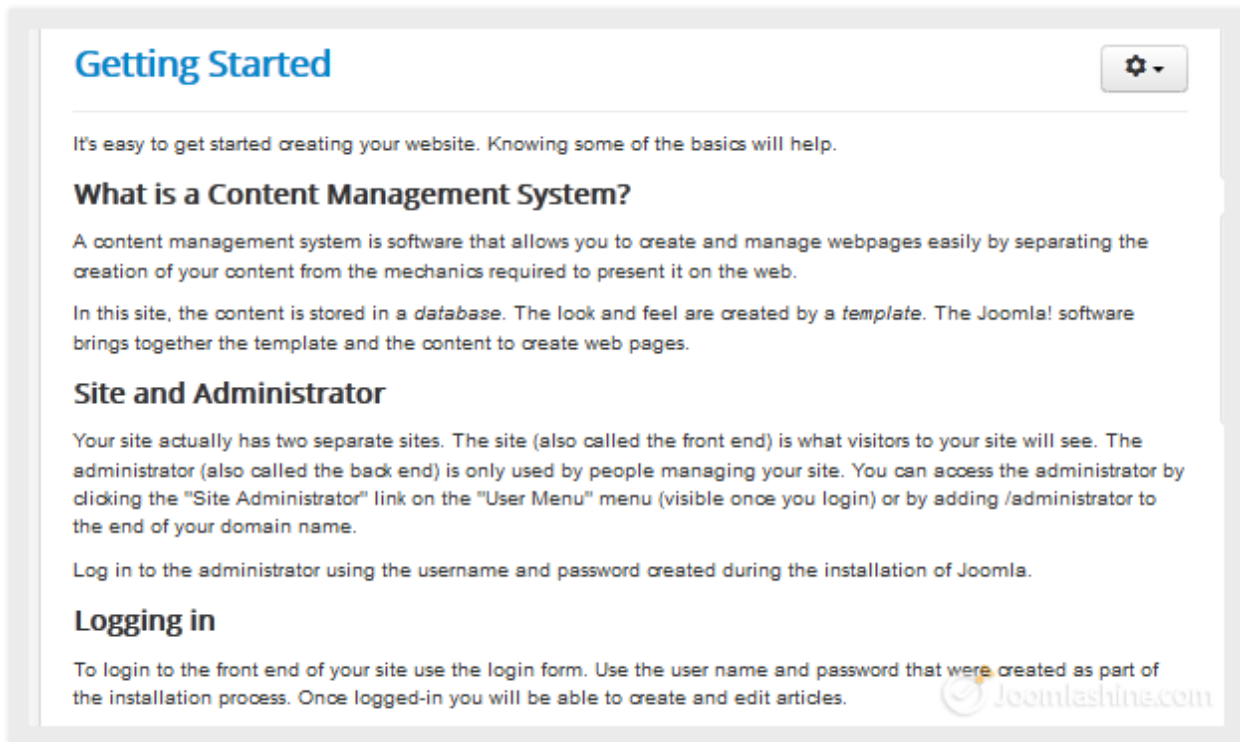 Getting Started
It's easy to get started creating your website. Knowing some of the basics will help.
What is a Content Management System?
A content management system is software that allows you to create and manage webpages easily by separating the
creation of your content from the mechanics required to present it on the web.
In this site, the content is stored in a database. The look and feel are created by a template. The Joomla! software
brings together the template and the content to create web pages.
Site and Administrator
Your site actually has two separate sites. The site (also called the front end) is what visitors to your site will see. The
administrator (also called the back end) is only used by people managing your site. You can access the administrator by
clicking the "Site Administrator" link on the "User Menu" menu (visible once you login) or by adding /administrator to
the end of your domain name.
Log in to the administrator using the username and password created during the installation of Joomla.
Logging in
To login to the front end of your site use the login form. Use the user name and password that were created as part of
the installation process. Once logged-in you will be able to create and edit articles.
Joomlashine.com